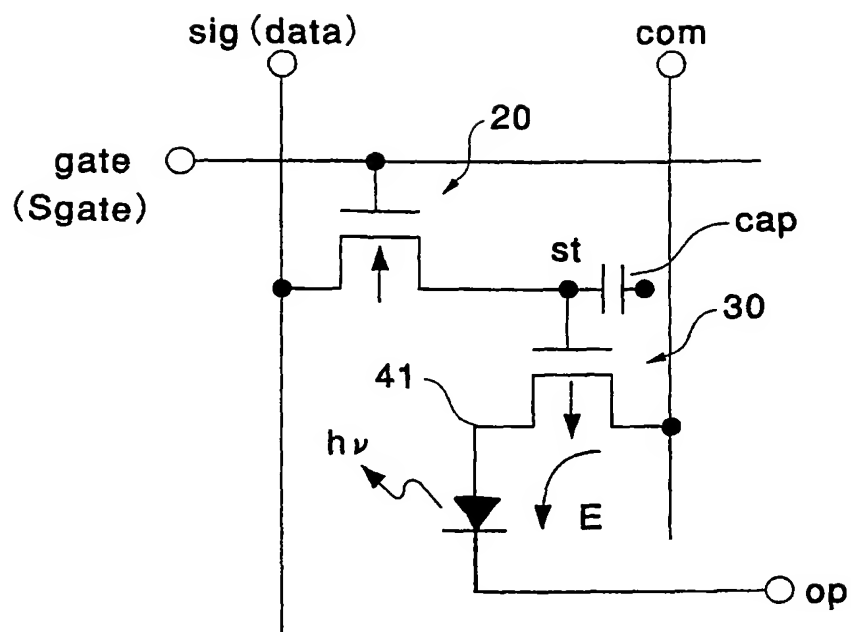 sig (data)
com
20
gate
(Sgate)
cap
st
30
41
hν
E
op